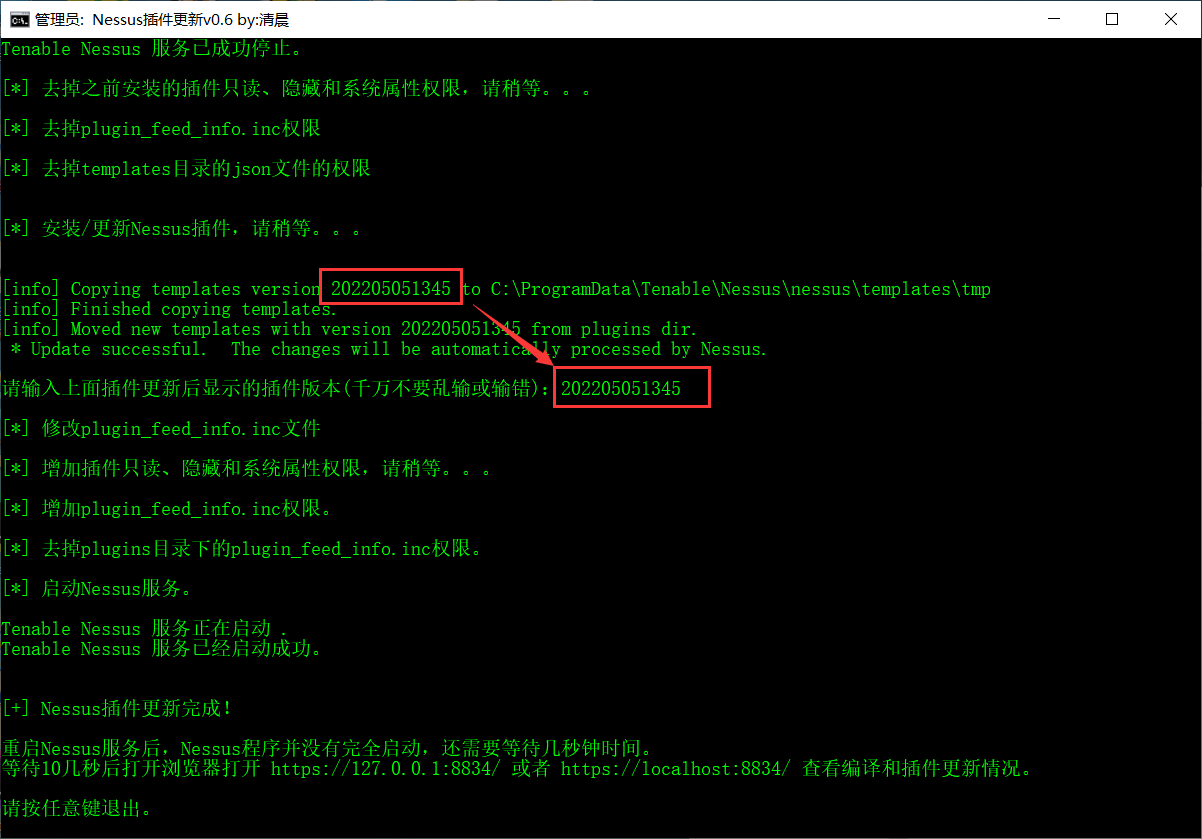 管理员: Nessus插件更新v0.6 by:清晨
Tenable Nessus 服务已成功停止。
[*] 去掉之前安装的插件只读、隐藏和系统属性权限，请稍等。。。
[*] 去掉plugin_feed_info.inc权限
[*] 去掉templates目录的json文件的权限
[*] 安装/更新Nessus插件，请稍等。。。
[info] Copying templates version 202205051345 to C:\ProgramData\Tenable\Nessus\nessus\templates\tmp
[info] Finished copying templates.
[info] Moved new templates with version 202205051345 from plugins dir.
* Update successful.  The changes will be automatically processed by Nessus.
请输入上面插件更新后显示的插件版本(千万不要乱输或输错): 202205051345
[*] 修改plugin_feed_info.inc文件
[*] 增加插件只读、隐藏和系统属性权限，请稍等。。。
[*] 增加plugin_feed_info.inc权限。
[*] 去掉plugins目录下的plugin_feed_info.inc权限。
[*] 启动Nessus服务。
Tenable Nessus 服务正在启动 .
Tenable Nessus 服务已经启动成功。
[+] Nessus插件更新完成!
重启Nessus服务后，Nessus程序并没有完全启动，还需要等待几秒钟时间。
等待10几秒后打开浏览器打开 https://127.0.0.1:8834/ 或者 https://localhost:8834/ 查看编译和插件更新情况。
请按任意键退出。